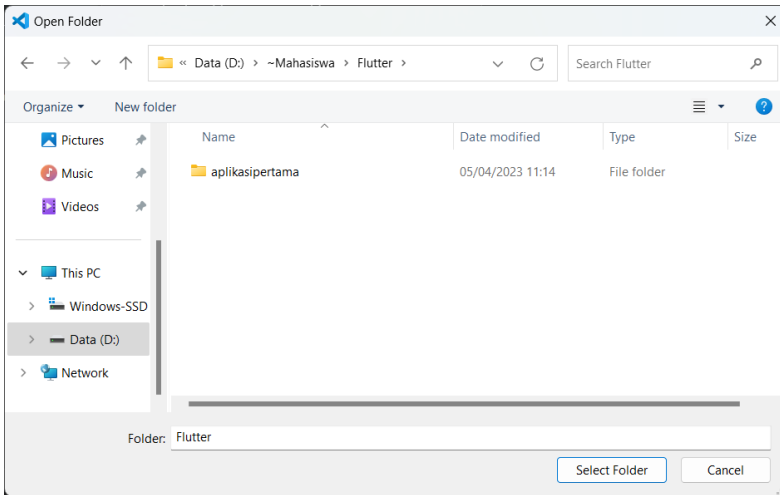 Open Folder
« Data (D:) > ~Mahasiswa > Flutter >
Search Flutter
Organize
New folder
Name Date modified Type Size
Pictures
Music
Videos
This PC
Windows-SSD
Data (D:)
Network
aplikasipertama 05/04/2023 11:14 File folder
Folder: Flutter
Select Folder
Cancel